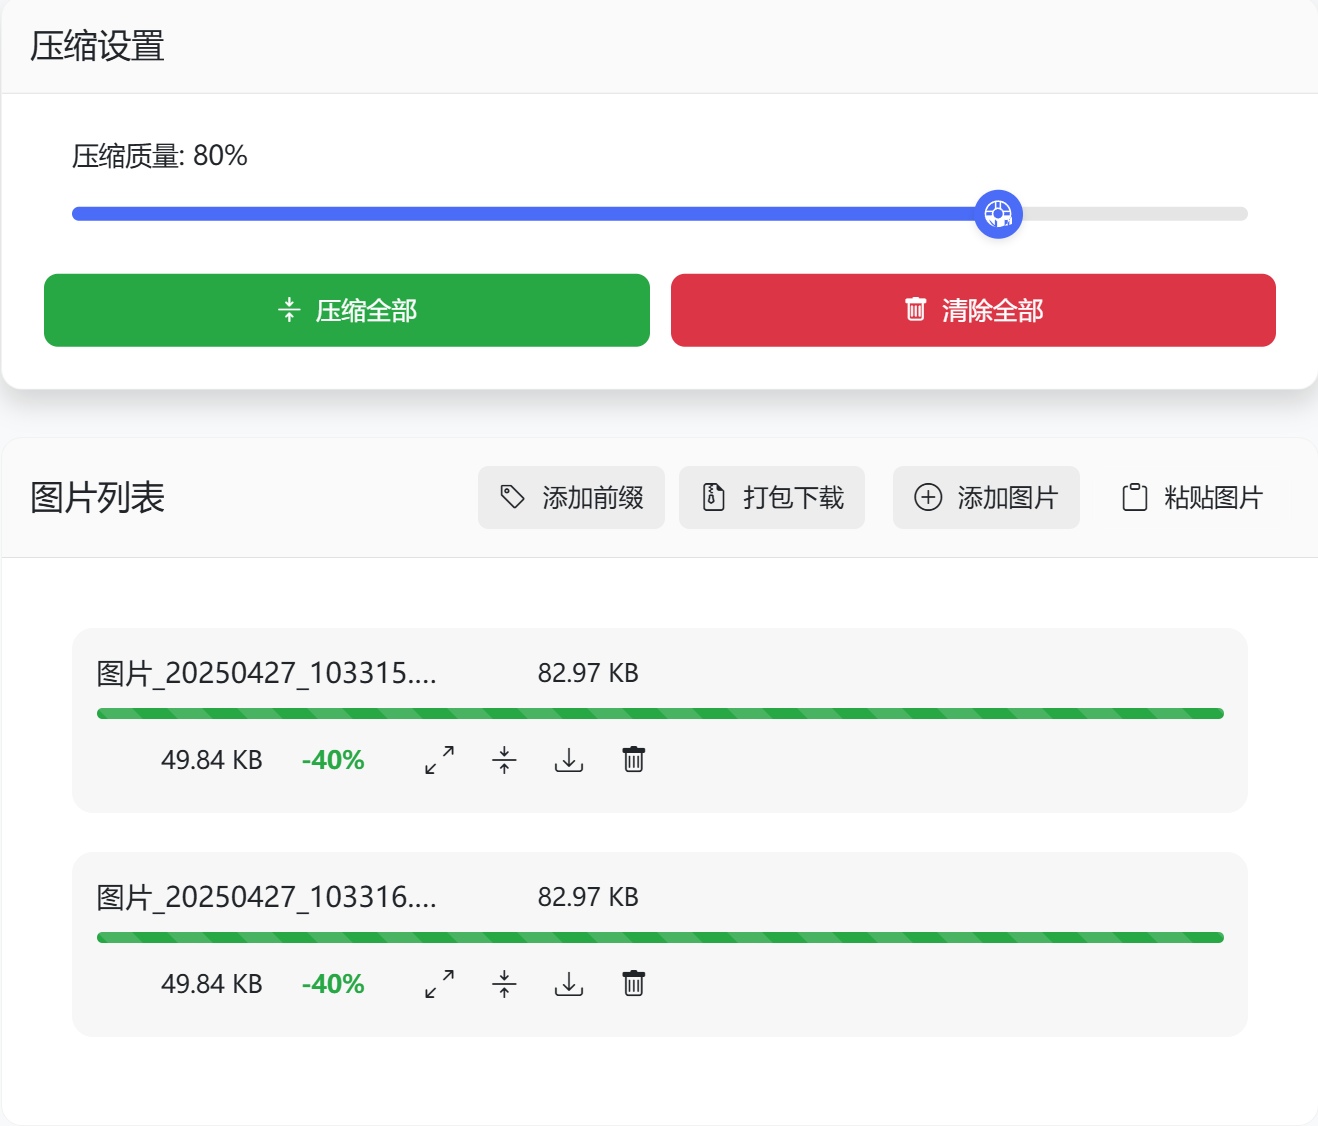 压缩设置
压缩质量: 80%
压缩全部 清除全部
图片列表 添加前缀 打包下载 添加图片 粘贴图片
图片_20250427_103315.... 82.97 KB
49.84 KB -40%
图片_20250427_103316.... 82.97 KB
49.84 KB -40%